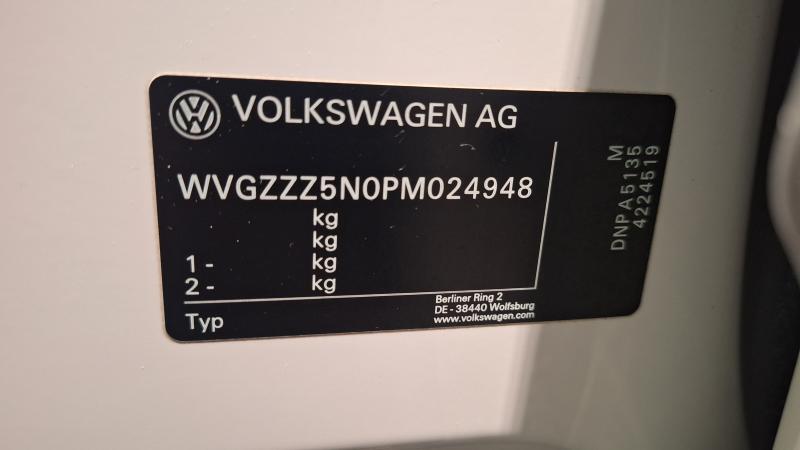 VOLKSWAGEN AG
WVGZZZ5N0PM024948
kg
kg
1 - kg
2 - kg
Typ
Berliner Ring 2
DE - 38440 Wolfsburg
www.volkswagen.com
DNPA5135 M
4224519